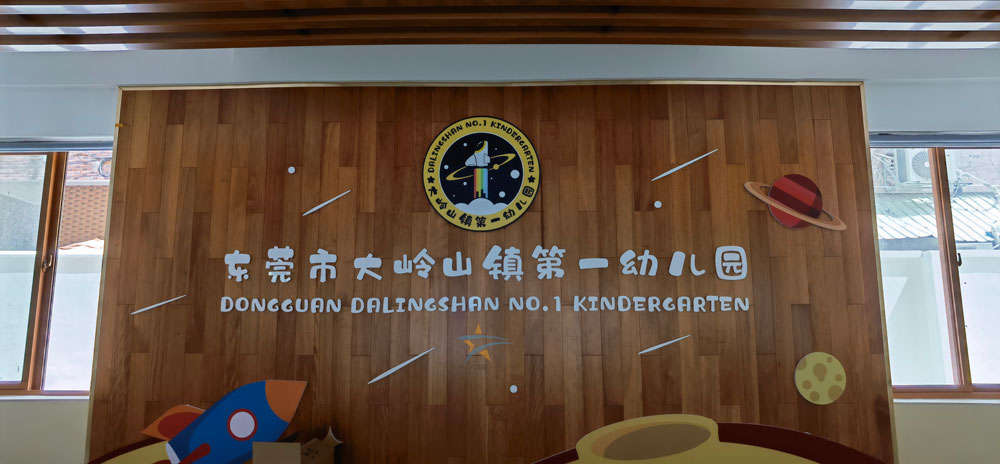 DALINGSHAN NO.1 KINDERGARTEN
大岭山镇第一幼儿园
东莞市大岭山镇第一幼儿园
DONGGUAN DALINGSHAN NO.1 KINDERGARTEN